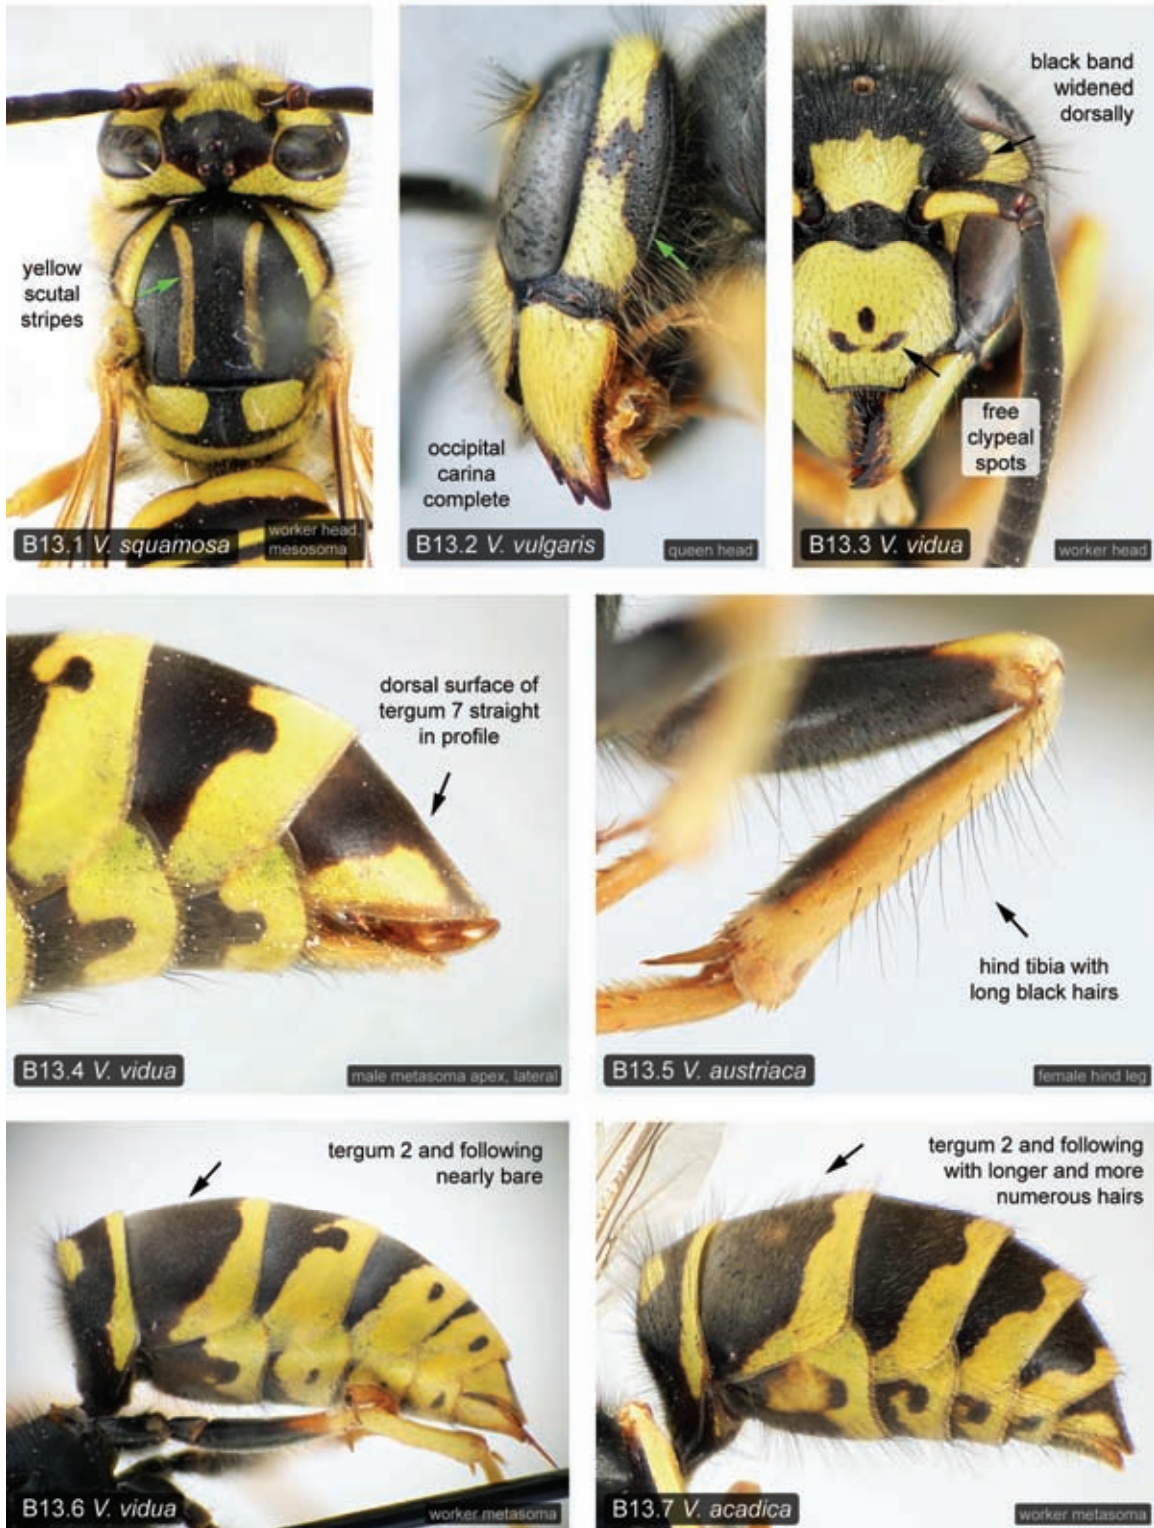 yellow
scutal
stripes
B13.1 V. squamosa
worker head,
mesosoma
occipital
carina
complete
B13.2 V. vulgaris
queen head
black band
widened
dorsally
free
clypeal
spots
B13.3 V. vidua
worker head
dorsal surface of
tergum 7 straight
in profile
B13.4 V. vidua
male metasoma apex, lateral
hind tibia with
long black hairs
B13.5 V. austriaca
female hind leg
tergum 2 and following
nearly bare
B13.6 V. vidua
worker metasoma
tergum 2 and following
with longer and more
numerous hairs
B13.7 V. acadica
worker metasoma